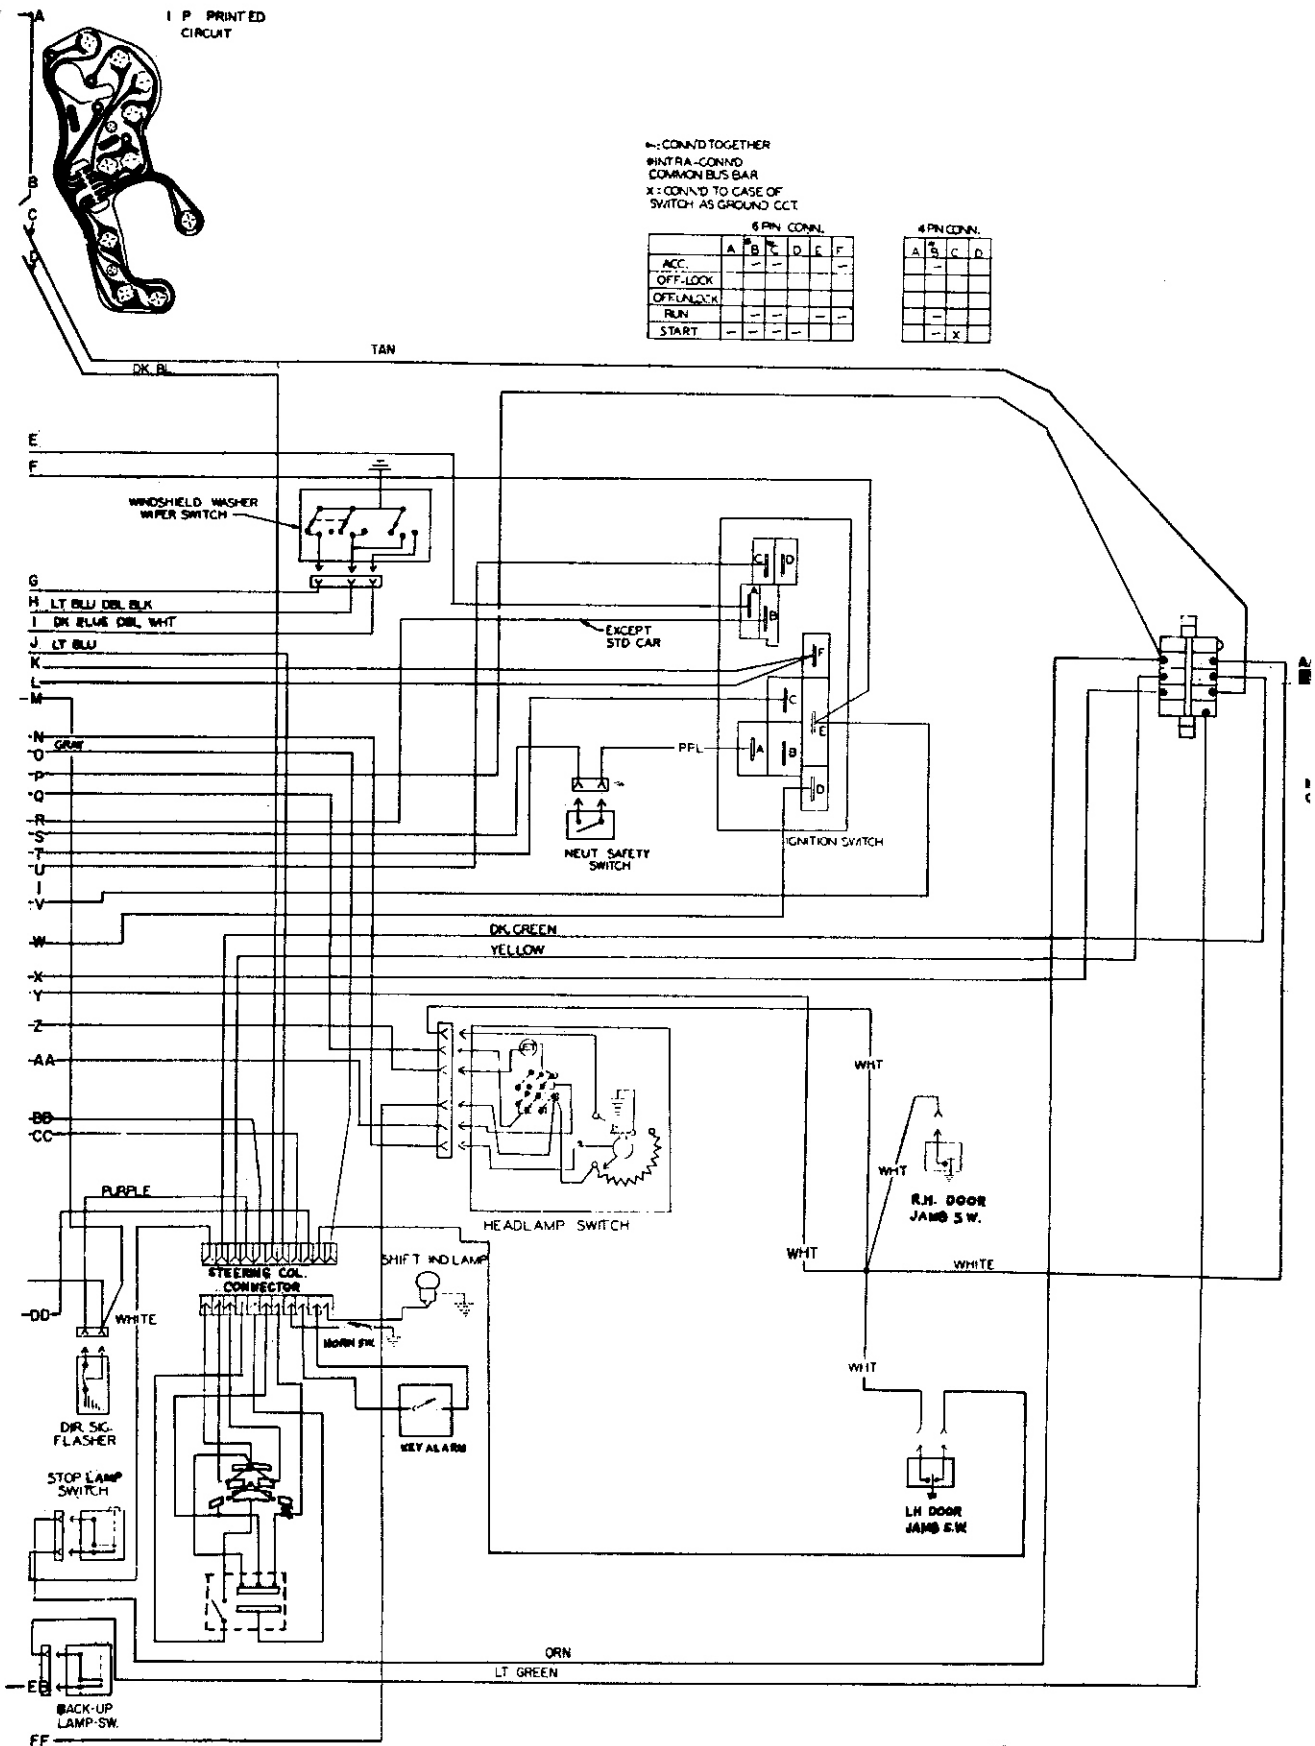 A
I P PRINTED
CIRCUIT
B
C
D
CONN'D TOGETHER
INTRA-CONN'D
COMMON BUS BAR
X: CONN'D TO CASE OF
SWITCH AS GROUND CCT.
6 PIN CONN.
A B C D E F
ACC.
OFF-LOCK
OFF UNLOCK
RUN
START
4 PIN CONN.
A B C D
X
TAN
DK. BL.
E
F
WINDSHIELD WASHER
WIPER SWITCH
G
H LT BLU DBL BLK
I DK BLUE DBL WHT
J LT BLU
K
L
M
N
O GRAY
P
Q
R
S
T
U
I
V
W
X
Y
Z
AA
BB
CC
DD
EXCEPT
STD CAR
C D
A
B
F
C
E
A B
D
PPL
IGNITION SWITCH
NEUT SAFETY
SWITCH
DK. GREEN
YELLOW
WHT
WHT
R.H. DOOR
JAMB SW.
WHT
WHITE
WHT
LH DOOR
JAMB S.W.
HEADLAMP SWITCH
PURPLE
STEERING COL.
CONNECTOR
SHIFT IND LAMP
HORN SW.
KEY ALARM
WHITE
DIR. SIG.
FLASHER
STOP LAMP
SWITCH
ORN
LT GREEN
BACK-UP
LAMP-SW.
FF